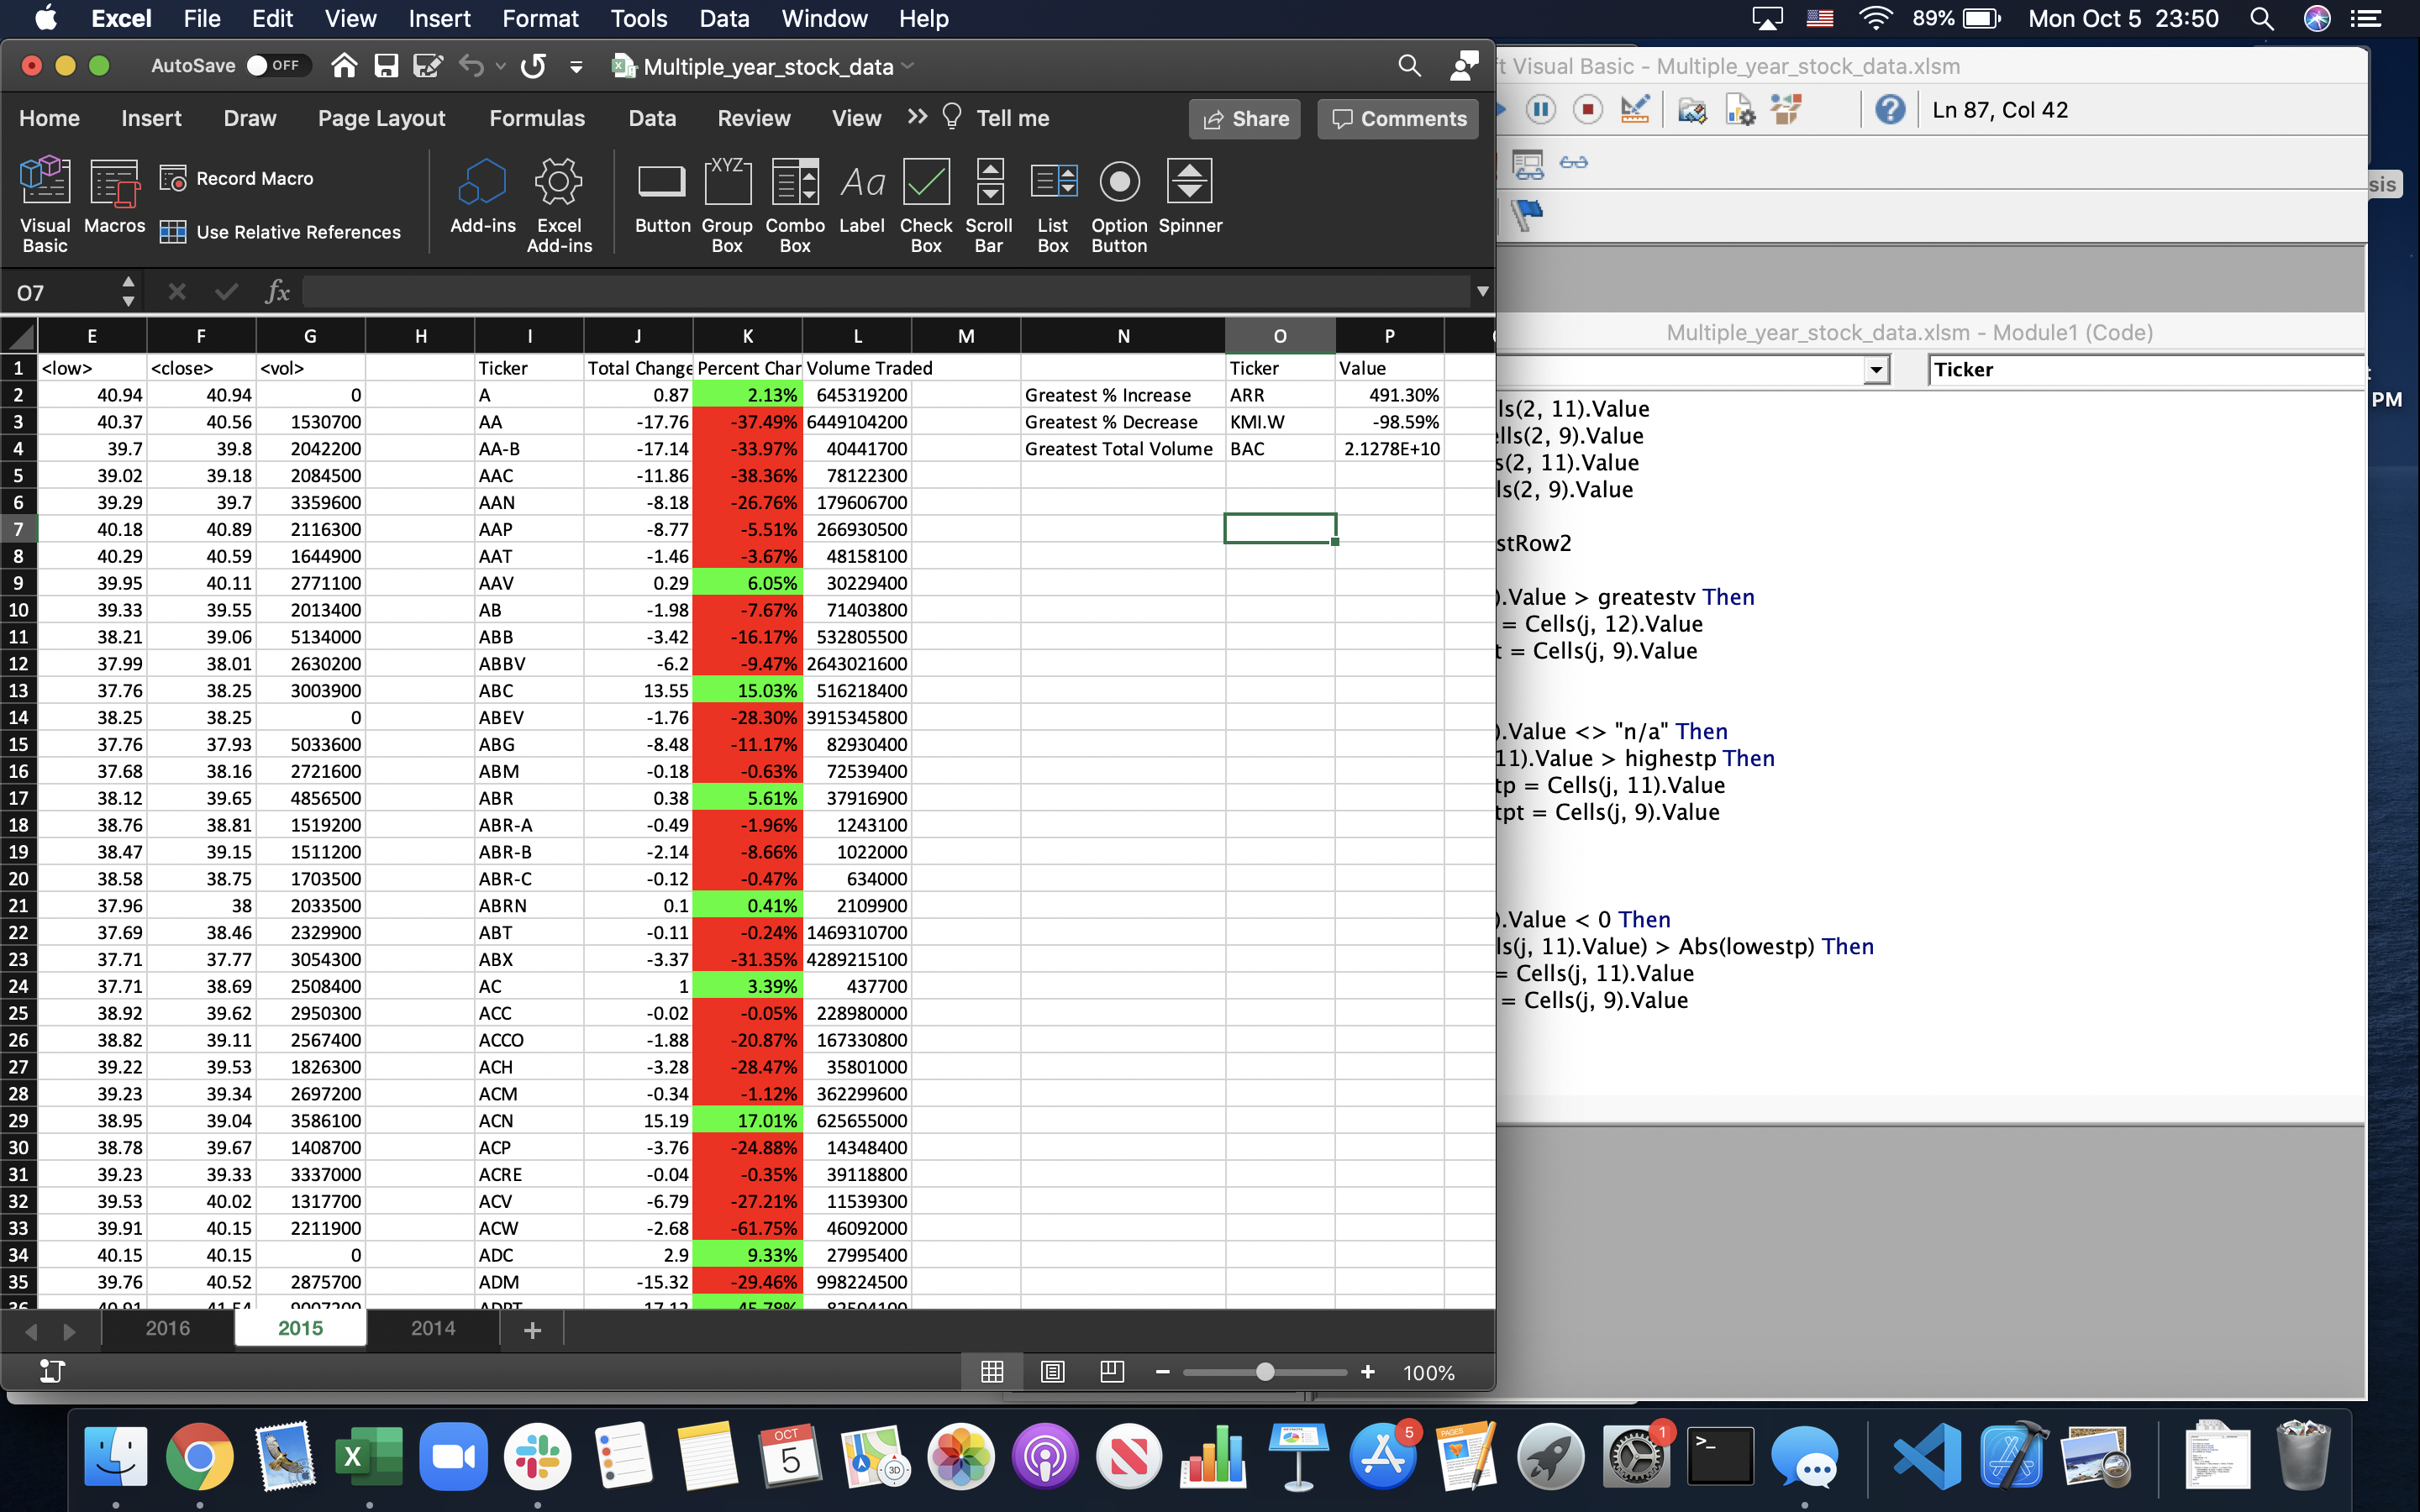 Excel File Edit View Insert Format Tools Data Window Help 89% Mon Oct 5 23:50
AutoSave OFF Multiple_year_stock_data
Home Insert Draw Page Layout Formulas Data Review View >> Tell me Share Comments
Visual Basic Macros Record Macro Use Relative References Add-ins Excel Add-ins Button XYZ Group Box Combo Box Aa Label Check Box Scroll Bar List Box Option Button Spinner
O7 fx
E F G H I J K L M N O P
1 <low> <close> <vol> Ticker Total Change Percent Char Volume Traded Ticker Value
2 40.94 40.94 0 A 0.87 2.13% 645319200 Greatest % Increase ARR 491.30%
3 40.37 40.56 1530700 AA -17.76 -37.49% 6449104200 Greatest % Decrease KMI.W -98.59%
4 39.7 39.8 2042200 AA-B -17.14 -33.97% 40441700 Greatest Total Volume BAC 2.1278E+10
5 39.02 39.18 2084500 AAC -11.86 -38.36% 78122300
6 39.29 39.7 3359600 AAN -8.18 -26.76% 179606700
7 40.18 40.89 2116300 AAP -8.77 -5.51% 266930500
8 40.29 40.59 1644900 AAT -1.46 -3.67% 48158100
9 39.95 40.11 2771100 AAV 0.29 6.05% 30229400
10 39.33 39.55 2013400 AB -1.98 -7.67% 71403800
11 38.21 39.06 5134000 ABB -3.42 -16.17% 532805500
12 37.99 38.01 2630200 ABBV -6.2 -9.47% 2643021600
13 37.76 38.25 3003900 ABC 13.55 15.03% 516218400
14 38.25 38.25 0 ABEV -1.76 -28.30% 3915345800
15 37.76 37.93 5033600 ABG -8.48 -11.17% 82930400
16 37.68 38.16 2721600 ABM -0.18 -0.63% 72539400
17 38.12 39.65 4856500 ABR 0.38 5.61% 37916900
18 38.76 38.81 1519200 ABR-A -0.49 -1.96% 1243100
19 38.47 39.15 1511200 ABR-B -2.14 -8.66% 1022000
20 38.58 38.75 1703500 ABR-C -0.12 -0.47% 634000
21 37.96 38 2033500 ABRN 0.1 0.41% 2109900
22 37.69 38.46 2329900 ABT -0.11 -0.24% 1469310700
23 37.71 37.77 3054300 ABX -3.37 -31.35% 4289215100
24 37.71 38.69 2508400 AC 1 3.39% 437700
25 38.92 39.62 2950300 ACC -0.02 -0.05% 228980000
26 38.82 39.11 2567400 ACCO -1.88 -20.87% 167330800
27 39.22 39.53 1826300 ACH -3.28 -28.47% 35801000
28 39.23 39.34 2697200 ACM -0.34 -1.12% 362299600
29 38.95 39.04 3586100 ACN 15.19 17.01% 625655000
30 38.78 39.67 1408700 ACP -3.76 -24.88% 14348400
31 39.23 39.33 3337000 ACRE -0.04 -0.35% 39118800
32 39.53 40.02 1317700 ACV -6.79 -27.21% 11539300
33 39.91 40.15 2211900 ACW -2.68 -61.75% 46092000
34 40.15 40.15 0 ADC 2.9 9.33% 27995400
35 39.76 40.52 2875700 ADM -15.32 -29.46% 998224500
2016 2015 2014 +
100%
t Visual Basic - Multiple_year_stock_data.xlsm
Ln 87, Col 42
sis
Multiple_year_stock_data.xlsm - Module1 (Code)
Ticker
PM
ls(2, 11).Value
ells(2, 9).Value
s(2, 11).Value
ls(2, 9).Value
stRow2
).Value > greatestv Then
= Cells(j, 12).Value
t = Cells(j, 9).Value
).Value <> "n/a" Then
11).Value > highestp Then
tp = Cells(j, 11).Value
tpt = Cells(j, 9).Value
).Value < 0 Then
ls(j, 11).Value) > Abs(lowestp) Then
= Cells(j, 11).Value
= Cells(j, 9).Value
X OCT 5 3D 5 PAGES 1 >_